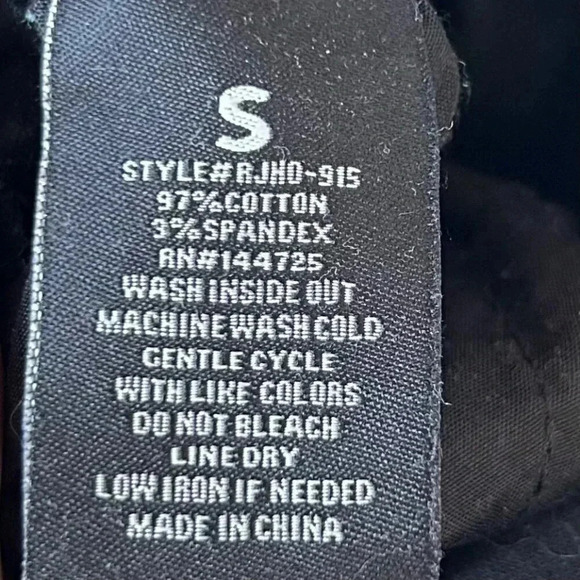 S
STYLE#RJHO-915
97%COTTON
3%SPANDEX
RN#144725
WASH INSIDE OUT
MACHINE WASH COLD
GENTLE CYCLE
WITH LIKE COLORS
DO NOT BLEACH
LINE DRY
LOW IRON IF NEEDED
MADE IN CHINA